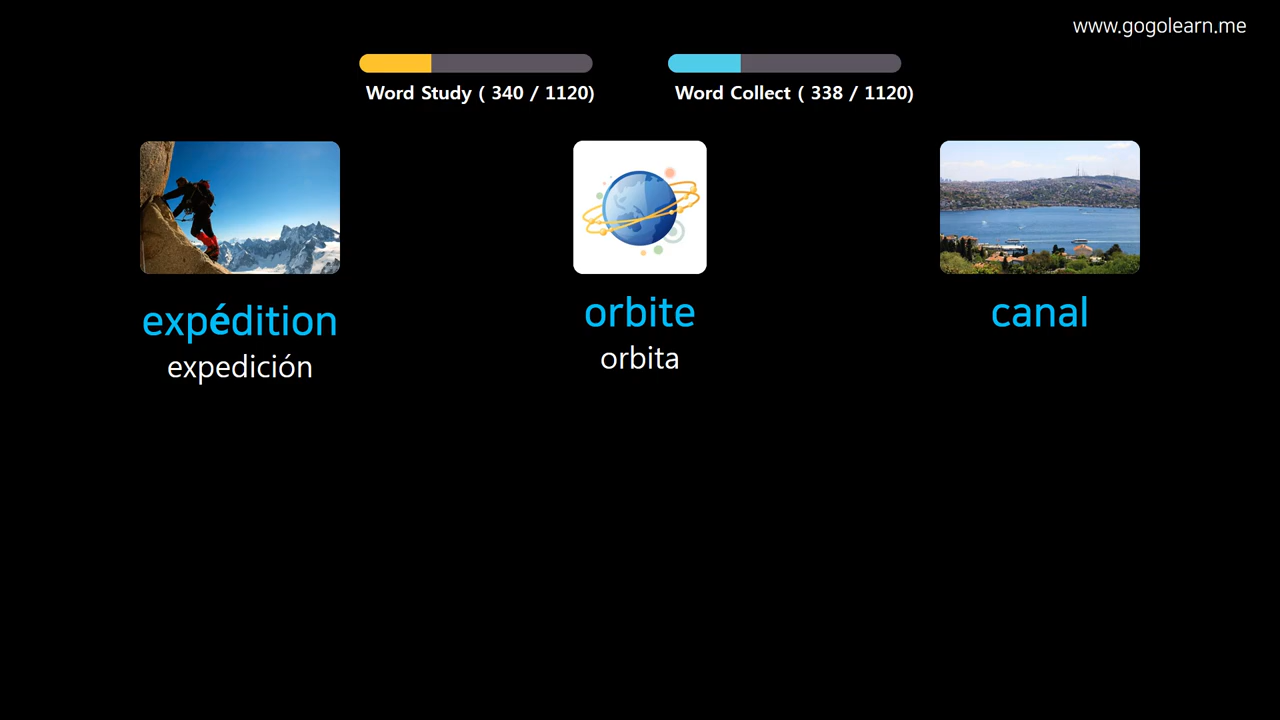 www.gogolearn.me
Word Study ( 340 / 1120)
Word Collect ( 338 / 1120)
expédition
expedición
orbite
orbita
canal